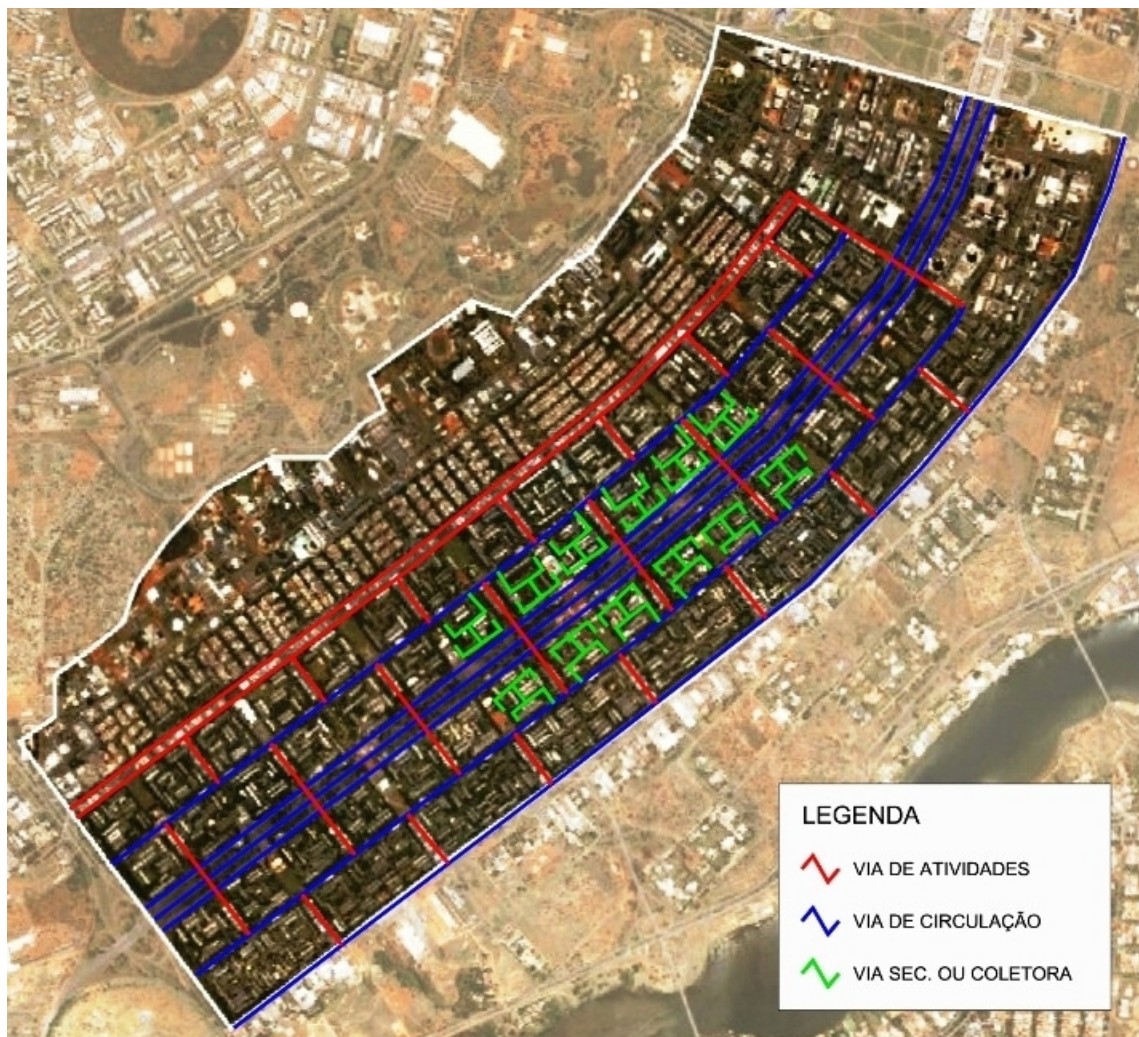 LEGENDA
VIA DE ATIVIDADES
VIA DE CIRCULAÇÃO
VIA SEC. OU COLETORA